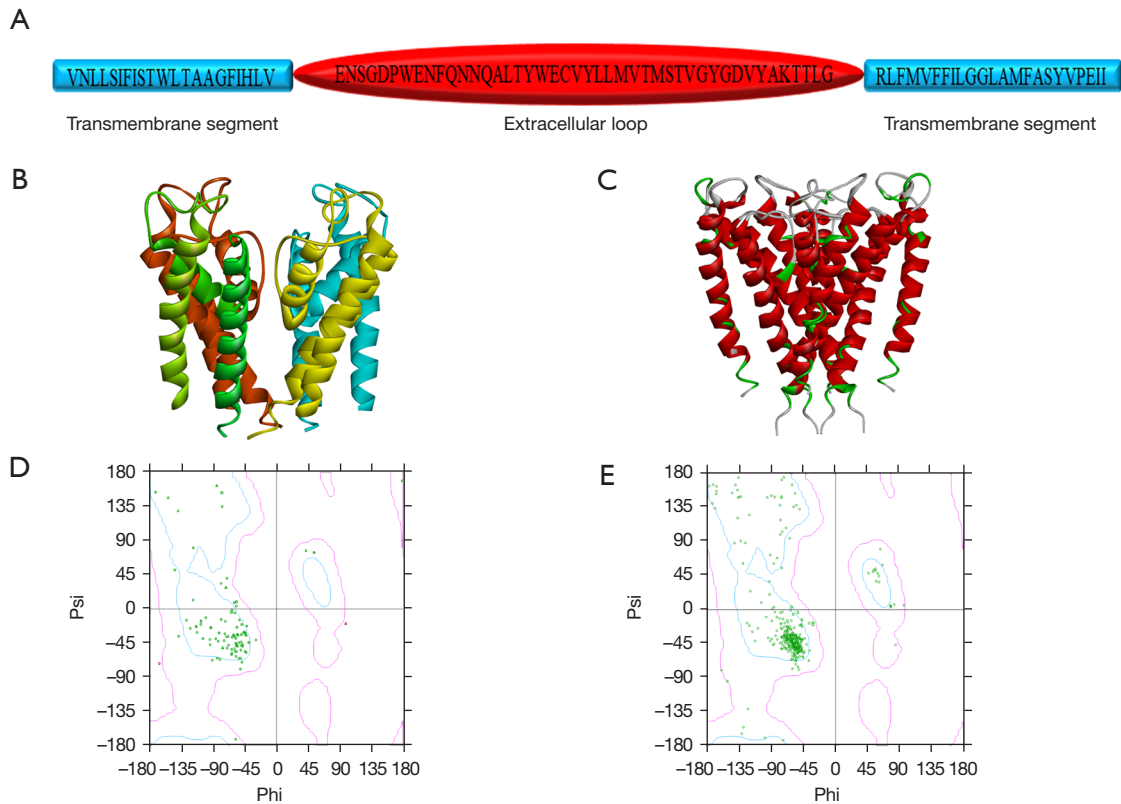 A
VNLLSIFISTWLTAAGFIHLV ENSGDPWENFQNNQALTYWECVYLLMVTMSTVGYGDVYAKTTLG RLFMVFFILGGLAMFASYVPEII
Transmembrane segment Extracellular loop Transmembrane segment
B
C
D
180
135
90
45
0
−45
−90
−135
−180
Psi
−180 −135 −90 −45 0 45 90 135 180
Phi
E
180
135
90
45
0
−45
−90
−135
−180
Psi
−180 −135 −90 −45 0 45 90 135 180
Phi